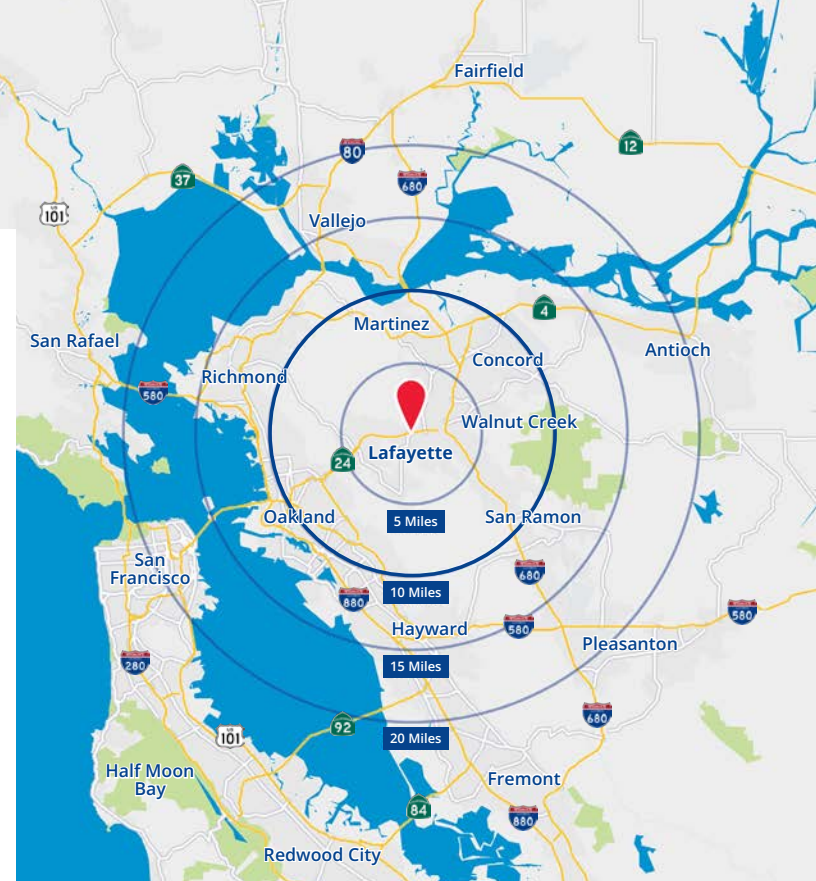 Fairfield
12
80
37
680
US
101
Vallejo
4
Martinez
San Rafael
Concord
Antioch
Richmond
580
Walnut Creek
Lafayette
24
Oakland
5 Miles
San Ramon
San
Francisco
680
10 Miles
880
580
Hayward
580
Pleasanton
280
15 Miles
680
92
US
101
20 Miles
Half Moon
Bay
Fremont
84
880
Redwood City